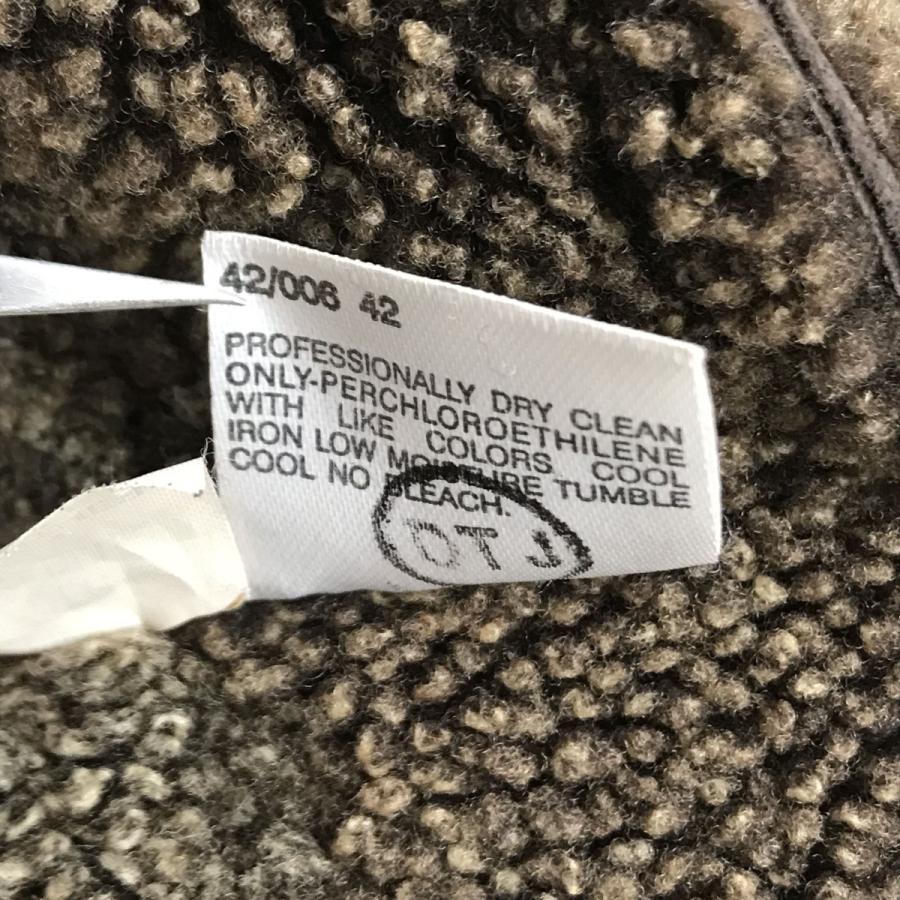 42/006 42
PROFESSIONALLY DRY CLEAN
ONLY-PERCHLOROETHILENE
WITH LIKE COLORS COOL
IRON LOW MOISTURE TUMBLE
COOL NO BLEACH.
DTJ